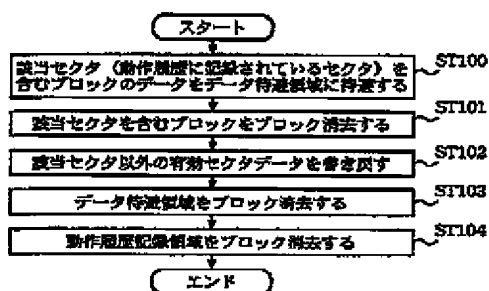 スタート
ST100
該当セクタ(動作履歴に記録されているセクタ)を
含むブロックのデータをデータ待避領域に待避する
ST101
該当セクタを含むブロックをブロック消去する
ST102
該当セクタ以外の有効セクタデータを書き戻す
ST103
データ待避領域をブロック消去する
ST104
動作履歴記録領域をブロック消去する
エンド